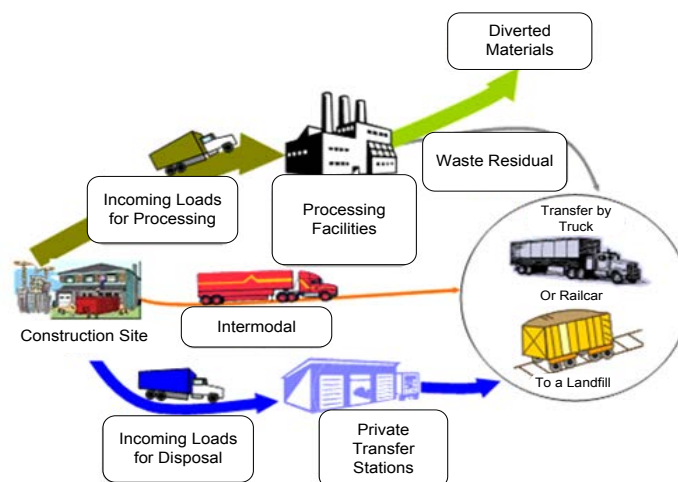 Diverted
Materials
Waste Residual
Incoming Loads
for Processing
Processing
Facilities
Transfer by
Truck
Or Railcar
To a Landfill
Construction Site
Intermodal
Incoming Loads
for Disposal
Private
Transfer
Stations